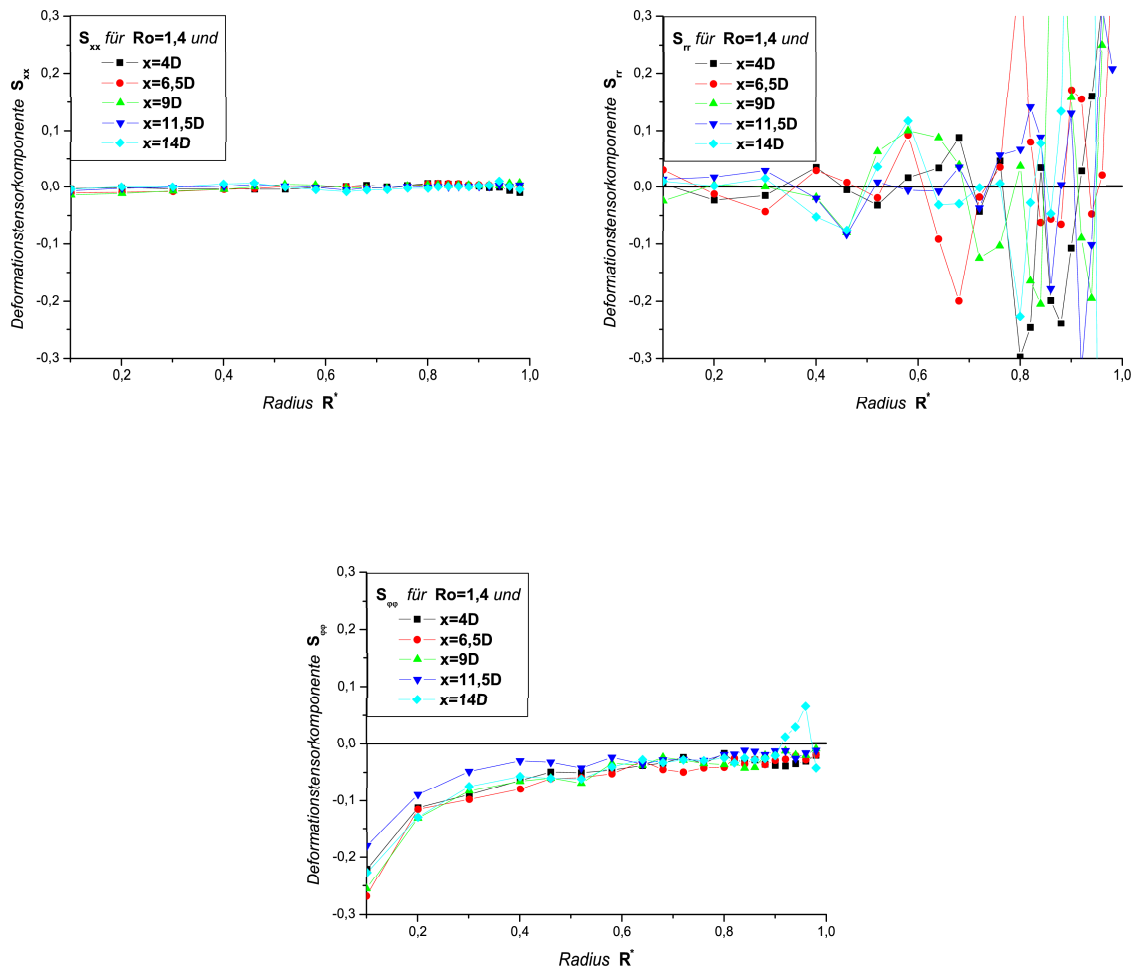 S_xx für Ro=1,4 und
x=4D
x=6,5D
x=9D
x=11,5D
x=14D
Deformationstensorkomponente S_xx
0,3
0,2
0,1
0,0
-0,1
-0,2
-0,3
0,2
0,4
0,6
0,8
1,0
Radius R*
S_rr für Ro=1,4 und
x=4D
x=6,5D
x=9D
x=11,5D
x=14D
Deformationstensorkomponente S_rr
0,3
0,2
0,1
0,0
-0,1
-0,2
-0,3
0,2
0,4
0,6
0,8
1,0
Radius R*
S_φφ für Ro=1,4 und
x=4D
x=6,5D
x=9D
x=11,5D
x=14D
Deformationstensorkomponente S_φφ
0,3
0,2
0,1
0,0
-0,1
-0,2
-0,3
0,2
0,4
0,6
0,8
1,0
Radius R*